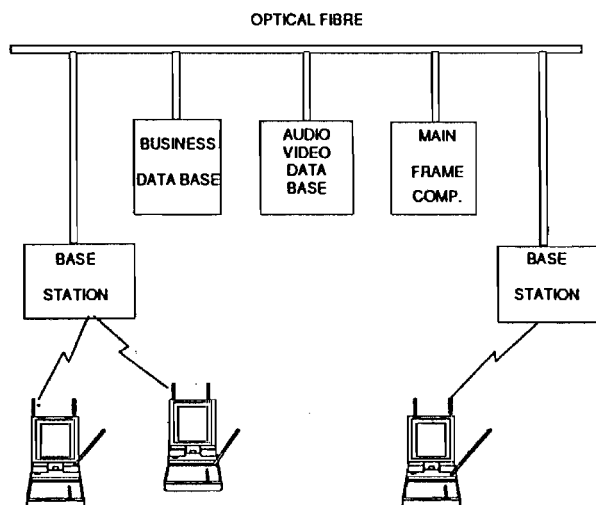 OPTICAL FIBRE
BUSINESS
DATA BASE
AUDIO
VIDEO
DATA
BASE
MAIN
FRAME
COMP.
BASE
STATION
BASE
STATION